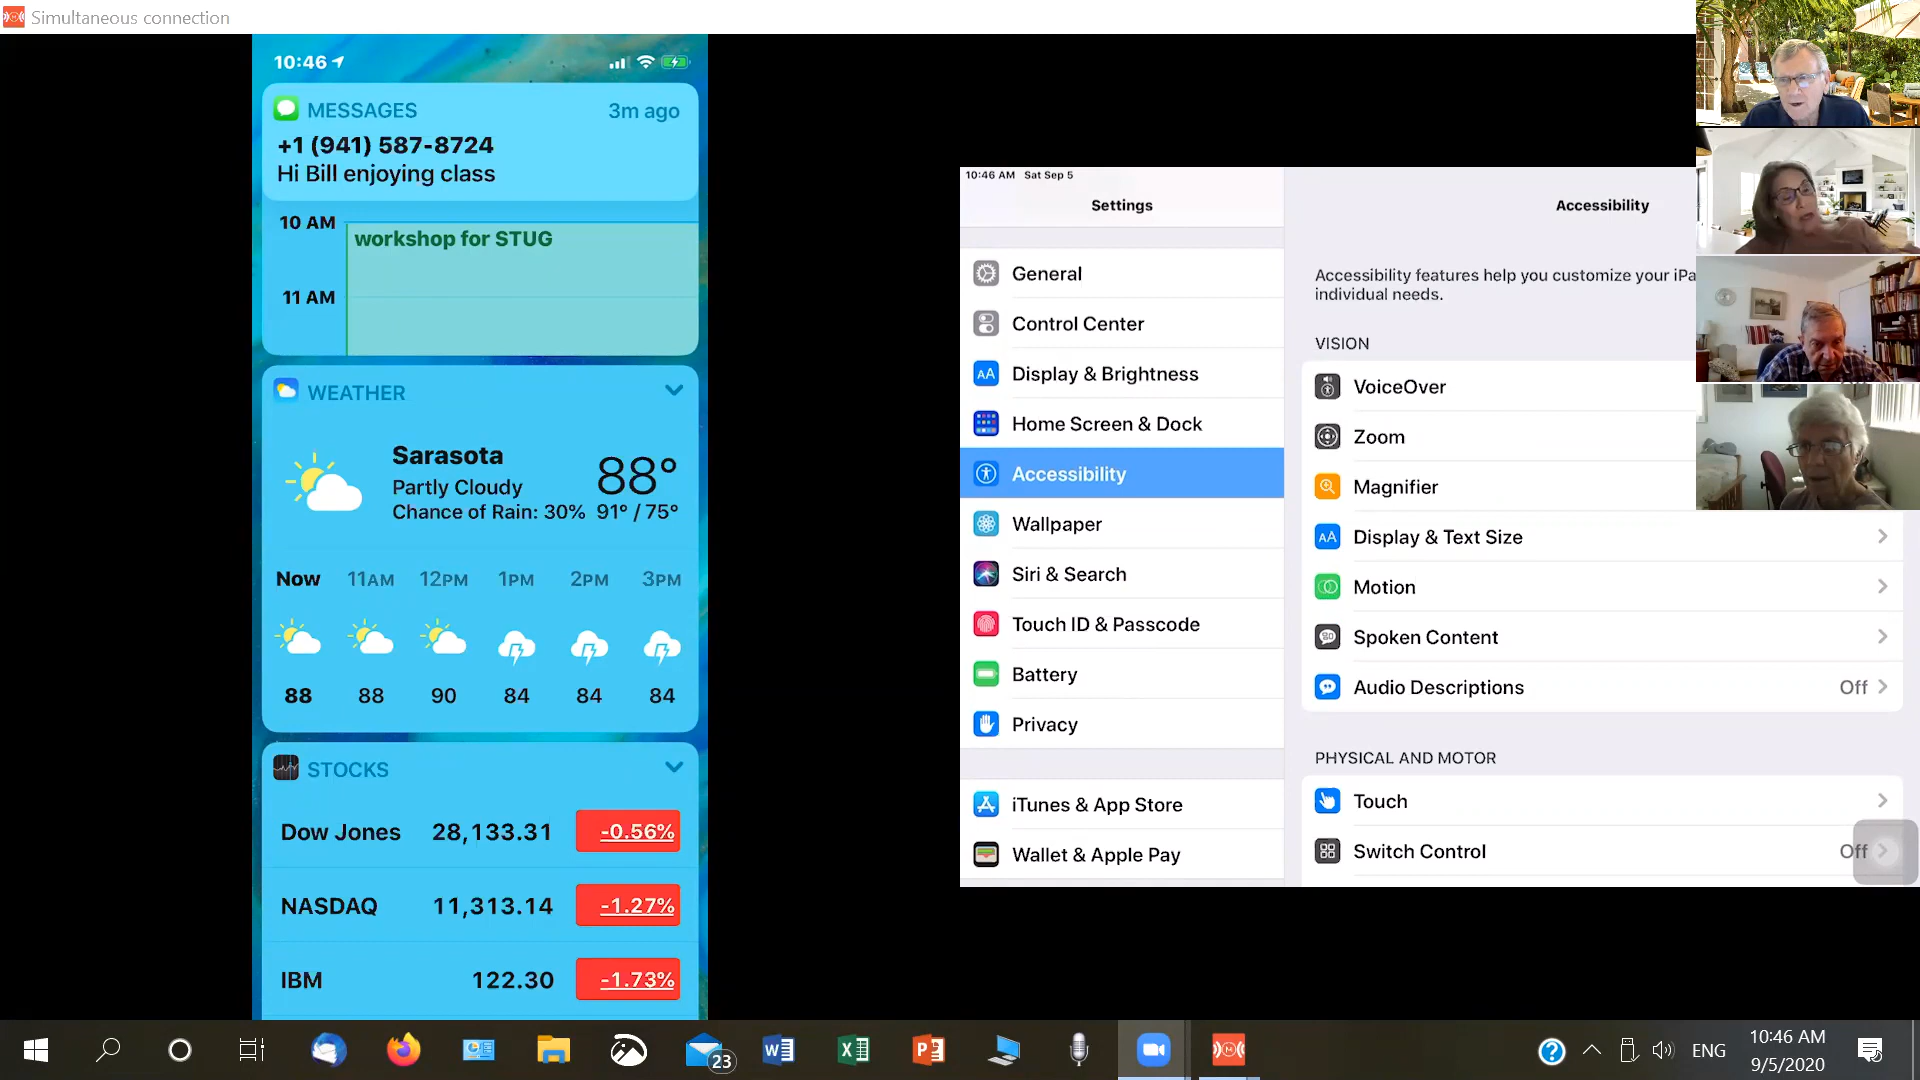 Simultaneous connection
10:46
MESSAGES 3m ago
+1 (941) 587-8724
Hi Bill enjoying class
10 AM
workshop for STUG
11 AM
WEATHER
Sarasota
88°
Partly Cloudy
Chance of Rain: 30% 91° / 75°
Now 11AM 12PM 1PM 2PM 3PM
88 88 90 84 84 84
STOCKS
Dow Jones 28,133.31 -0.56%
NASDAQ 11,313.14 -1.27%
IBM 122.30 -1.73%
10:46 AM Sat Sep 5
Settings
General
Control Center
AA Display & Brightness
Home Screen & Dock
Accessibility
Wallpaper
Siri & Search
Touch ID & Passcode
Battery
Privacy
iTunes & App Store
Wallet & Apple Pay
Accessibility
Accessibility features help you customize your iPa
individual needs.
VISION
VoiceOver
Zoom
Magnifier
AA Display & Text Size
Motion
Spoken Content
Audio Descriptions Off
PHYSICAL AND MOTOR
Touch
Switch Control Off
23
ENG
10:46 AM
9/5/2020